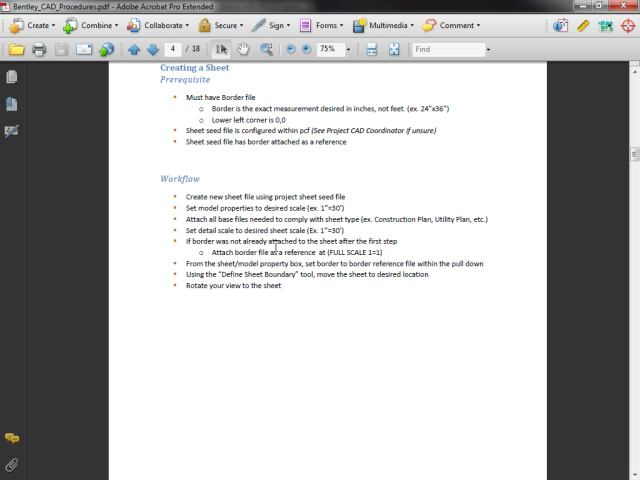 Bentley_CAD_Procedures.pdf - Adobe Acrobat Pro Extended
Create Combine Collaborate Secure Sign Forms Multimedia Comment
4 / 18 75% Find
Creating a Sheet
Prerequisite
Must have Border file
Border is the exact measurement desired in inches, not feet. (ex. 24"x36")
Lower left corner is 0,0
Sheet seed file is configured within pcf (See Project CAD Coordinator if unsure)
Sheet seed file has border attached as a reference
Workflow
Create new sheet file using project sheet seed file
Set model properties to desired scale (Ex. 1"=30')
Attach all base files needed to comply with sheet type (ex. Construction Plan, Utility Plan, etc.)
Set detail scale to desired sheet scale (Ex. 1"=30')
If border was not already attached to the sheet after the first step
Attach border file as a reference at (FULL SCALE 1=1)
From the sheet/model property box, set border to border reference file within the pull down
Using the "Define Sheet Boundary" tool, move the sheet to desired location
Rotate your view to the sheet